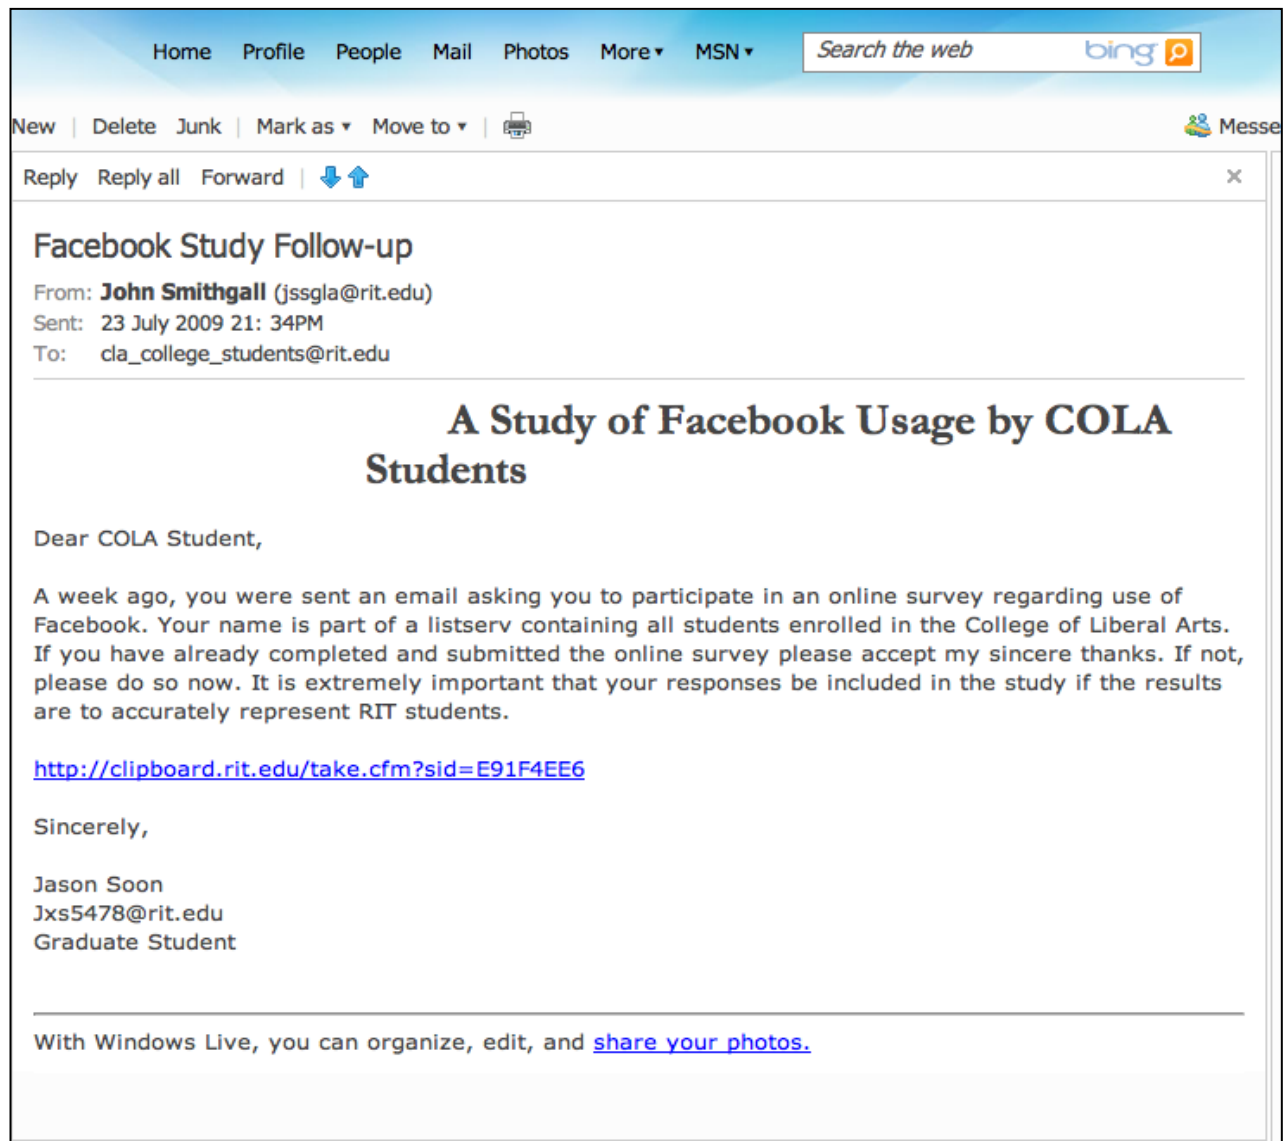 Home Profile People Mail Photos More MSN Search the web bing
New | Delete Junk | Mark as Move to | Messe
Reply Reply all Forward |
Facebook Study Follow-up
From: John Smithgall (jssgla@rit.edu)
Sent: 23 July 2009 21: 34PM
To: cla_college_students@rit.edu
A Study of Facebook Usage by COLA
Students
Dear COLA Student,
A week ago, you were sent an email asking you to participate in an online survey regarding use of
Facebook. Your name is part of a listserv containing all students enrolled in the College of Liberal Arts.
If you have already completed and submitted the online survey please accept my sincere thanks. If not,
please do so now. It is extremely important that your responses be included in the study if the results
are to accurately represent RIT students.
http://clipboard.rit.edu/take.cfm?sid=E91F4EE6
Sincerely,
Jason Soon
Jxs5478@rit.edu
Graduate Student
With Windows Live, you can organize, edit, and share your photos.